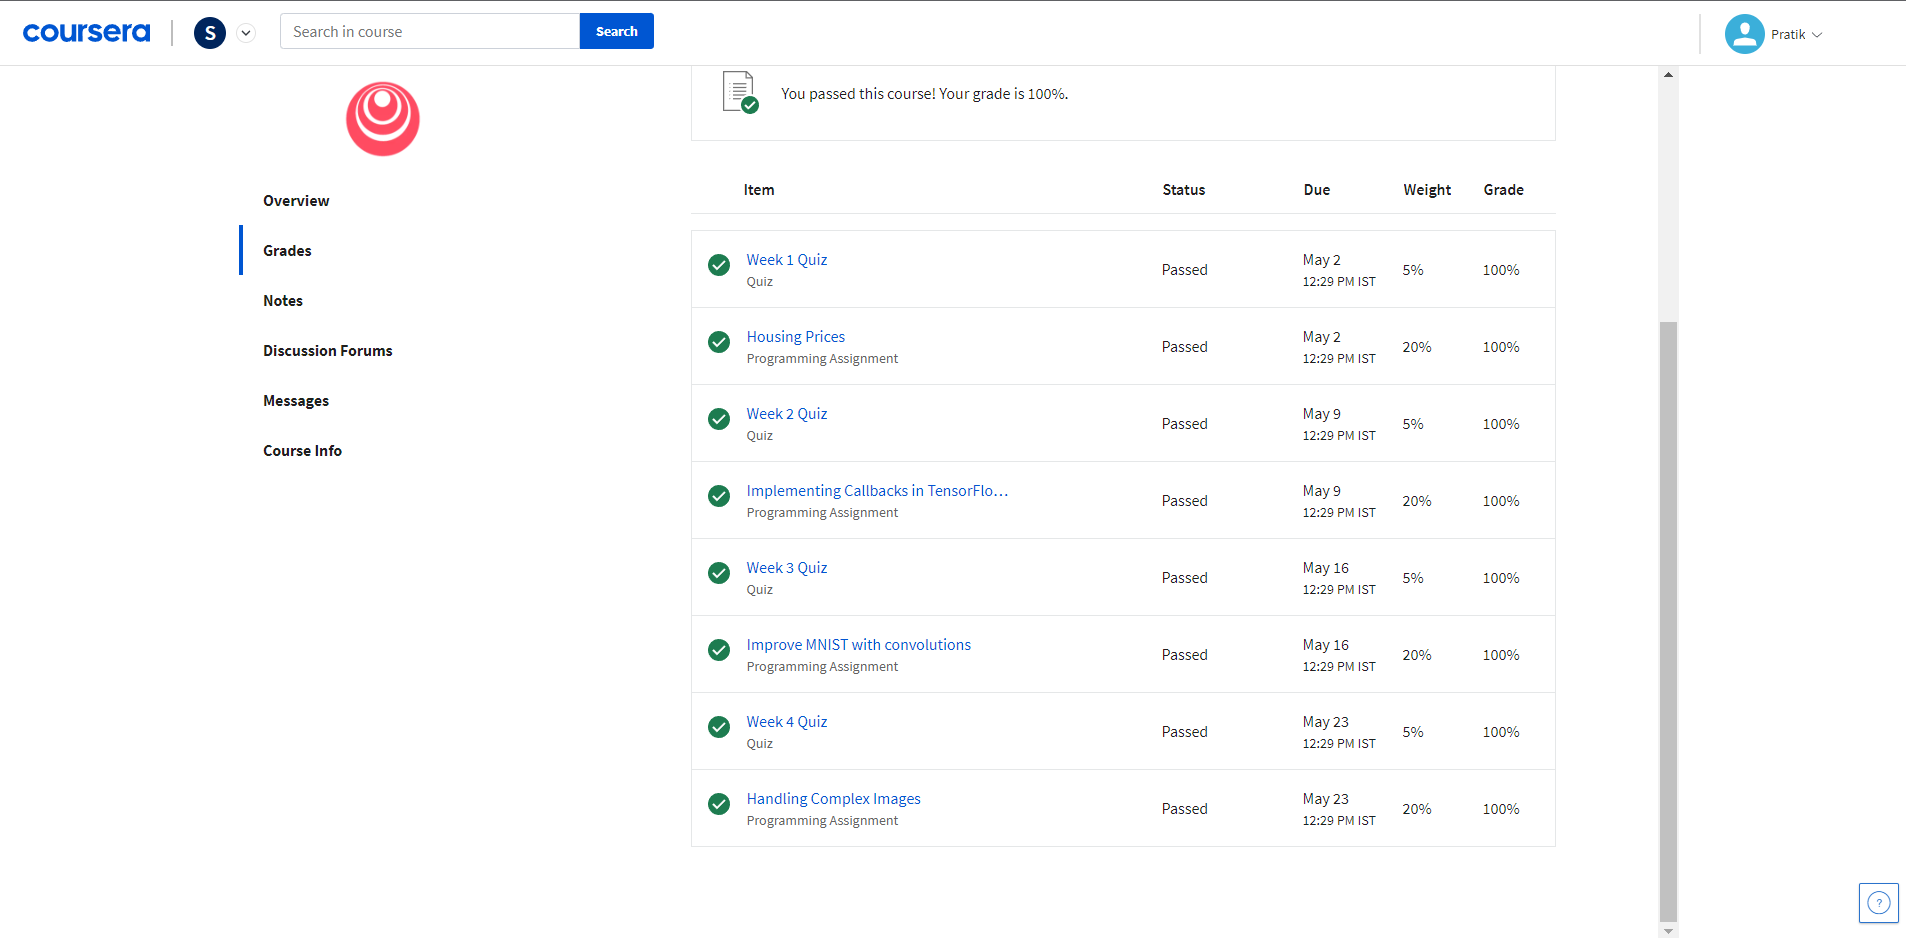 coursera
S
Search in course
Search
Pratik
You passed this course! Your grade is 100%.
Overview
Grades
Notes
Discussion Forums
Messages
Course Info
Item Status Due Weight Grade
Week 1 Quiz
Quiz
Passed
May 2
12:29 PM IST
5%
100%
Housing Prices
Programming Assignment
Passed
May 2
12:29 PM IST
20%
100%
Week 2 Quiz
Quiz
Passed
May 9
12:29 PM IST
5%
100%
Implementing Callbacks in TensorFlo…
Programming Assignment
Passed
May 9
12:29 PM IST
20%
100%
Week 3 Quiz
Quiz
Passed
May 16
12:29 PM IST
5%
100%
Improve MNIST with convolutions
Programming Assignment
Passed
May 16
12:29 PM IST
20%
100%
Week 4 Quiz
Quiz
Passed
May 23
12:29 PM IST
5%
100%
Handling Complex Images
Programming Assignment
Passed
May 23
12:29 PM IST
20%
100%
?